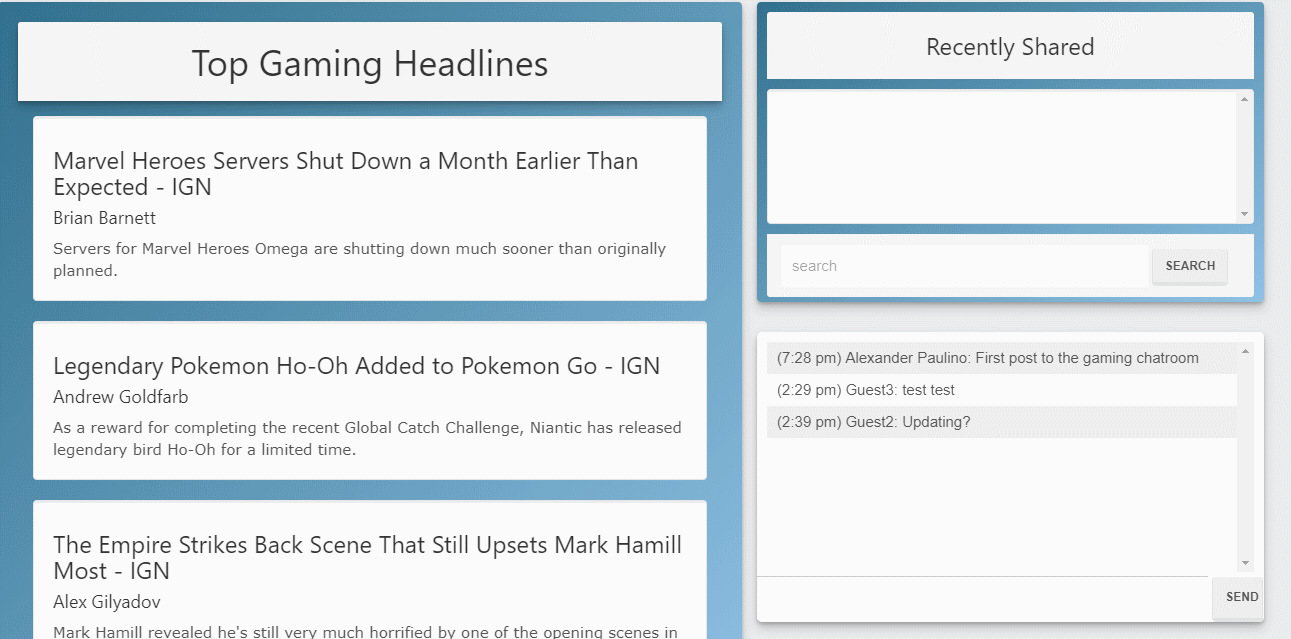 Top Gaming Headlines
Marvel Heroes Servers Shut Down a Month Earlier Than
Expected - IGN
Brian Barnett
Servers for Marvel Heroes Omega are shutting down much sooner than originally
planned.
Legendary Pokemon Ho-Oh Added to Pokemon Go - IGN
Andrew Goldfarb
As a reward for completing the recent Global Catch Challenge, Niantic has released
legendary bird Ho-Oh for a limited time.
The Empire Strikes Back Scene That Still Upsets Mark Hamill
Most - IGN
Alex Gilyadov
Mark Hamill revealed he's still very much horrified by one of the opening scenes in
Recently Shared
search
SEARCH
(7:28 pm) Alexander Paulino: First post to the gaming chatroom
(2:29 pm) Guest3: test test
(2:39 pm) Guest2: Updating?
SEND